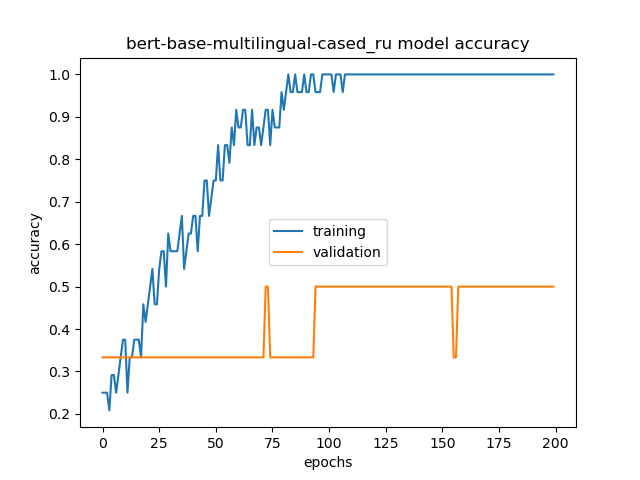 bert-base-multilingual-cased_ru model accuracy
accuracy
1.0
0.9
0.8
0.7
0.6
0.5
0.4
0.3
0.2
training
validation
0 25 50 75 100 125 150 175 200
epochs